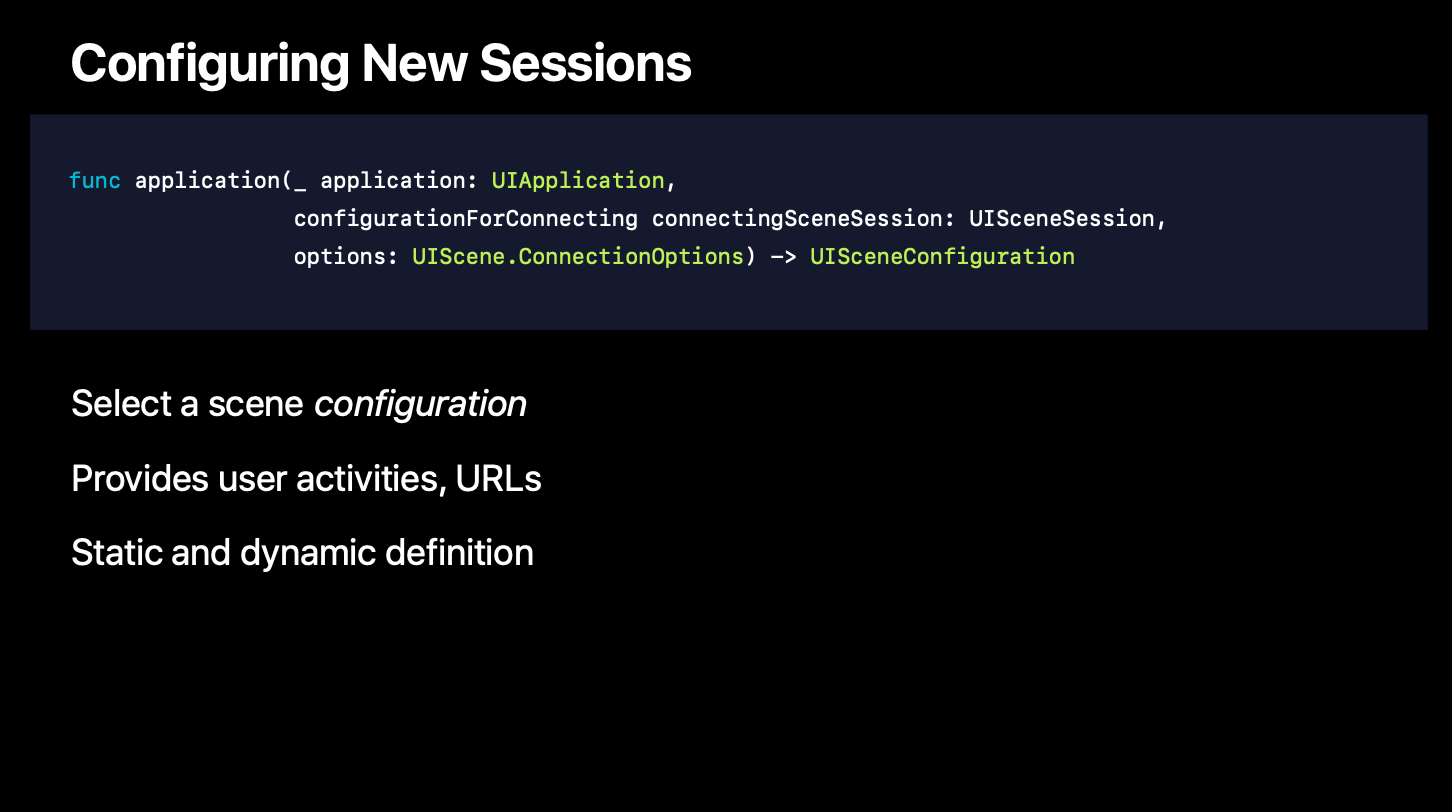 Configuring New Sessions
func application(_ application: UIApplication,
configurationForConnecting connectingSceneSession: UISceneSession,
options: UIScene.ConnectionOptions) -> UISceneConfiguration
Select a scene configuration
Provides user activities, URLs
Static and dynamic definition